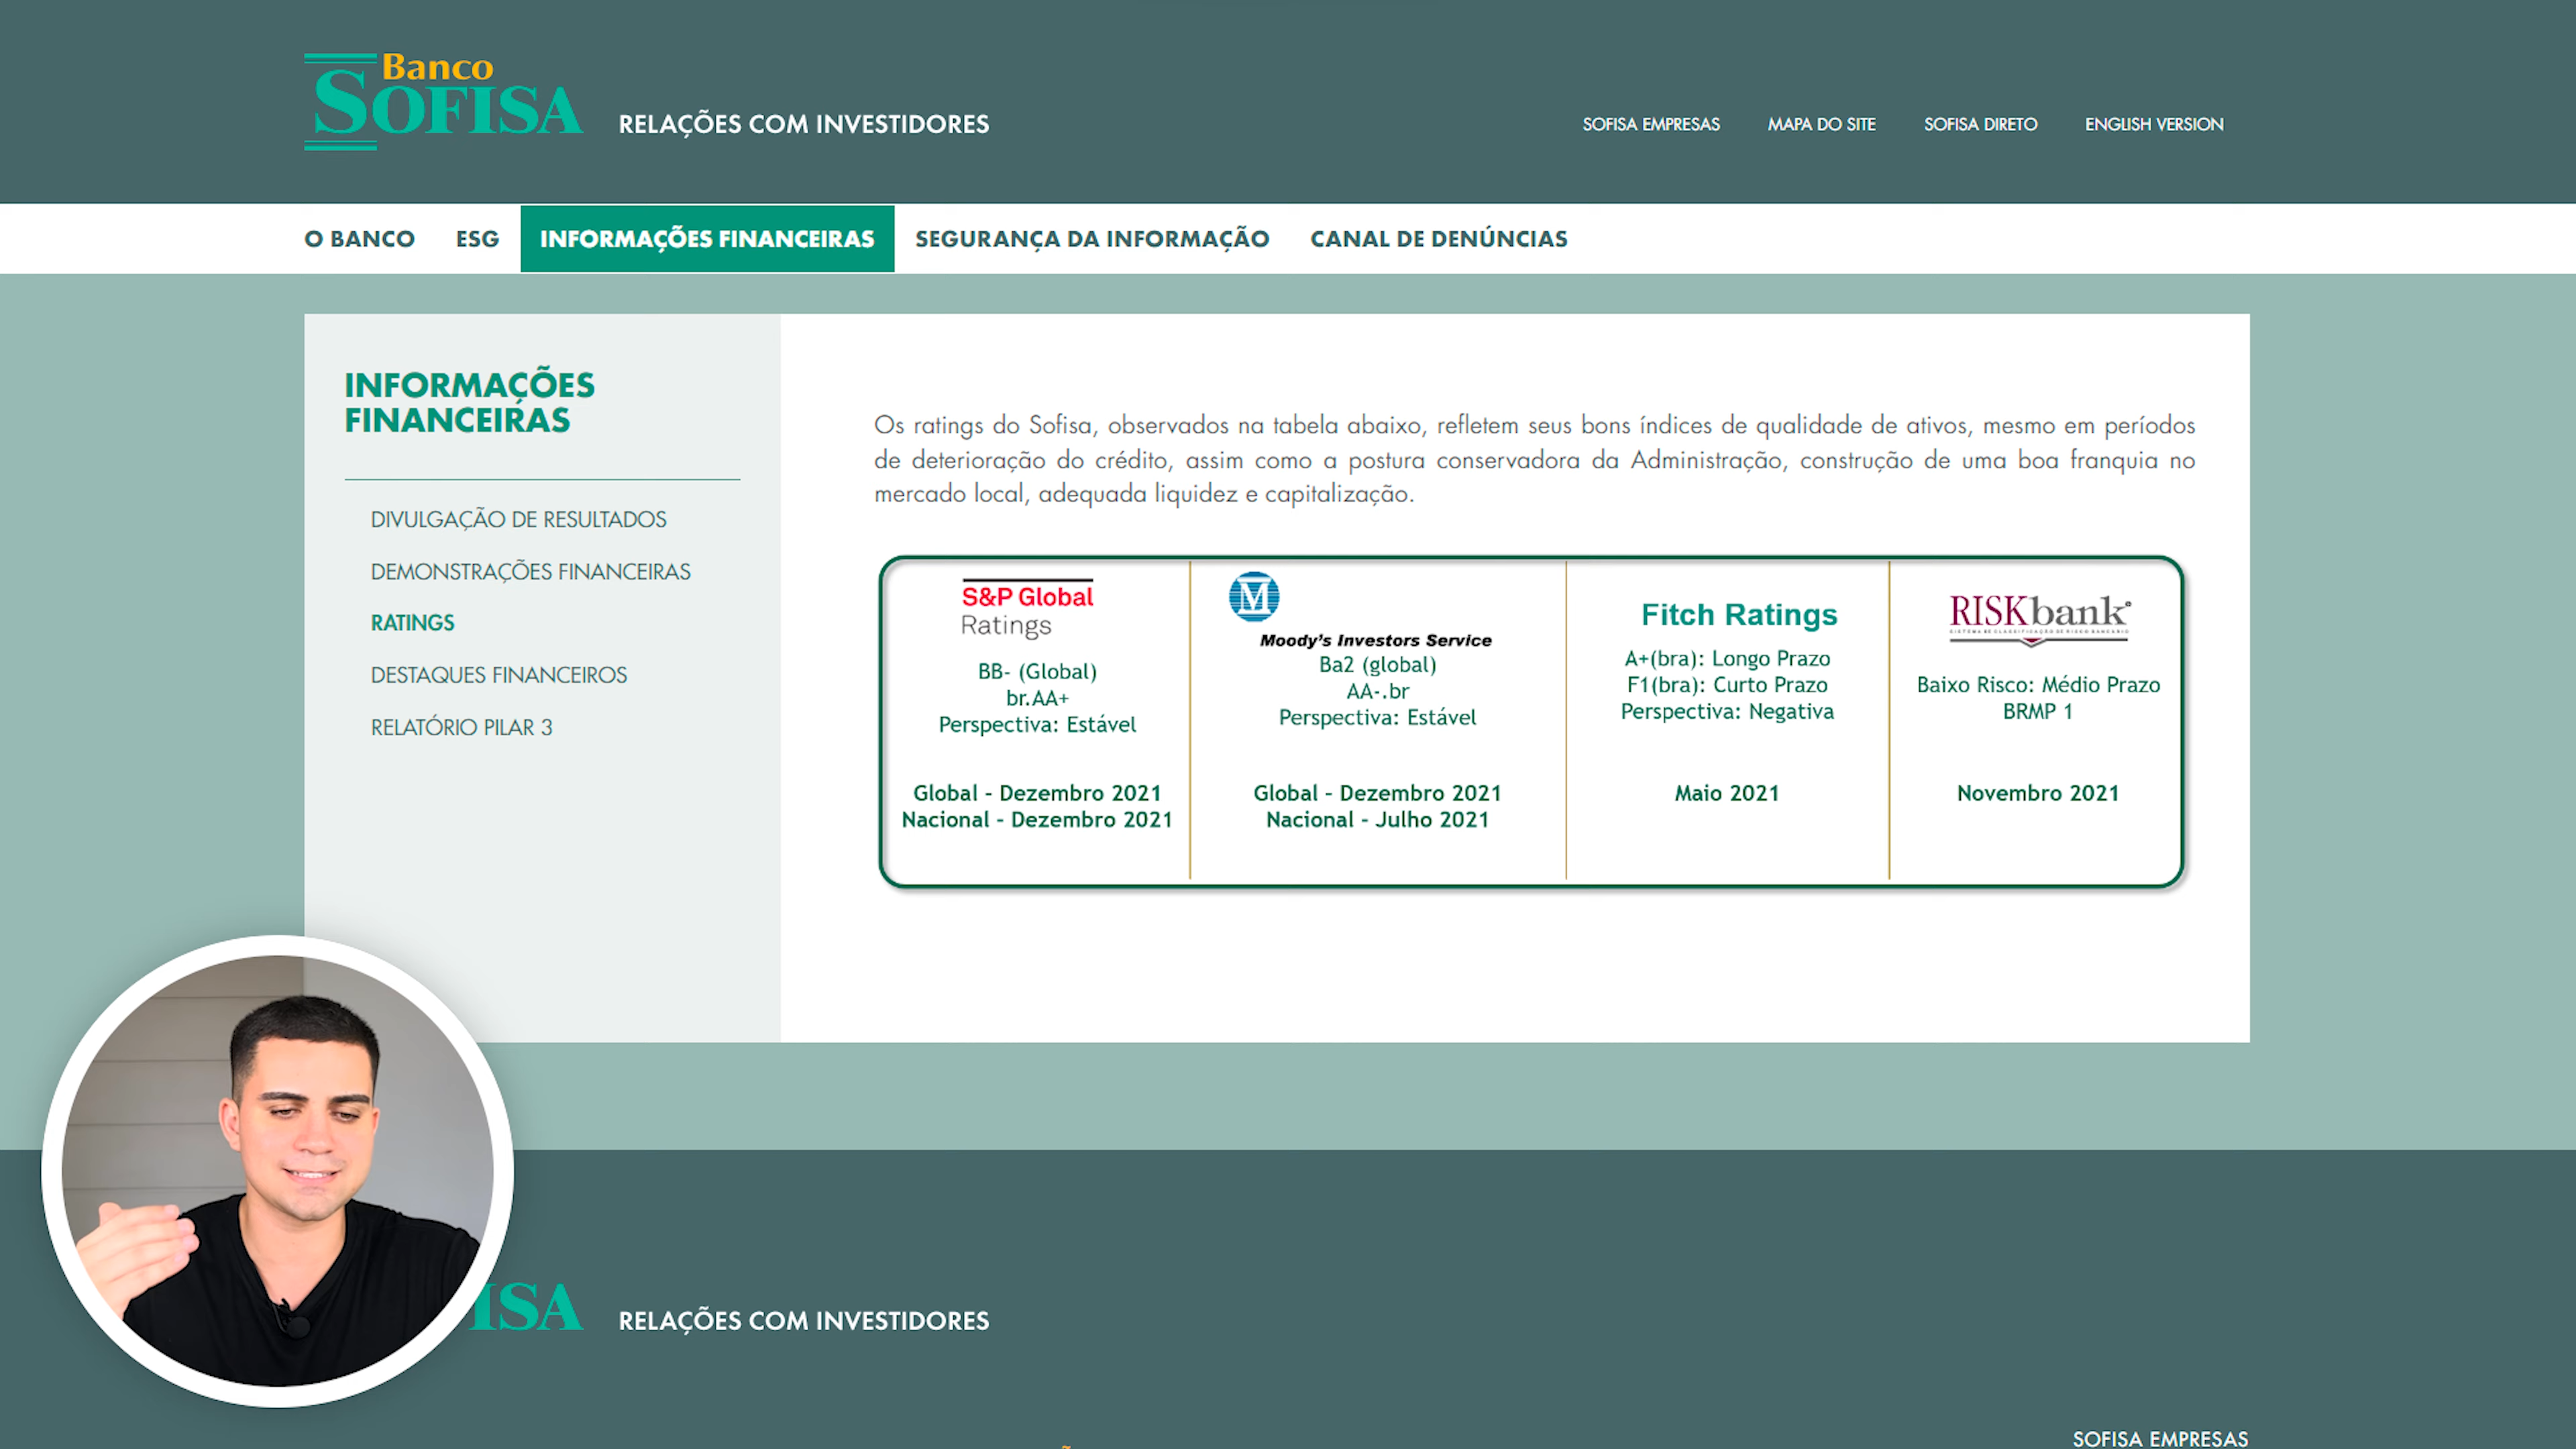 Banco
SOFISA
RELAÇÕES COM INVESTIDORES
SOFISA EMPRESAS
MAPA DO SITE
SOFISA DIRETO
ENGLISH VERSION
O BANCO
ESG
INFORMAÇÕES FINANCEIRAS
SEGURANÇA DA INFORMAÇÃO
CANAL DE DENÚNCIAS
INFORMAÇÕES
FINANCEIRAS
DIVULGAÇÃO DE RESULTADOS
DEMONSTRAÇÕES FINANCEIRAS
RATINGS
DESTAQUES FINANCEIROS
RELATÓRIO PILAR 3
Os ratings do Sofisa, observados na tabela abaixo, refletem seus bons índices de qualidade de ativos, mesmo em períodos
de deterioração do crédito, assim como a postura conservadora da Administração, construção de uma boa franquia no
mercado local, adequada liquidez e capitalização.
S&P Global
Ratings
BB- (Global)
br.AA+
Perspectiva: Estável
Global - Dezembro 2021
Nacional - Dezembro 2021
M
Moody's Investors Service
Ba2 (global)
AA-.br
Perspectiva: Estável
Global - Dezembro 2021
Nacional - Julho 2021
Fitch Ratings
A+(bra): Longo Prazo
F1(bra): Curto Prazo
Perspectiva: Negativa
Maio 2021
RISKbank®
SISTEMA DE CLASSIFICAÇÃO DE RISCO BANCÁRIO
Baixo Risco: Médio Prazo
BRMP 1
Novembro 2021
ISA
RELAÇÕES COM INVESTIDORES
SOFISA EMPRESAS